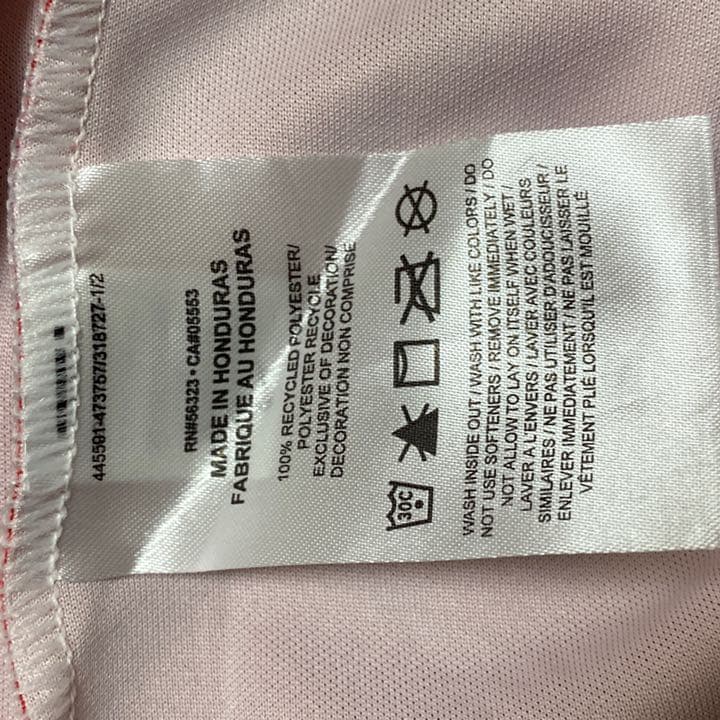 445591-473757/318727-1/2
RN#56323 • CA#05553
MADE IN HONDURAS
FABRIQUE AU HONDURAS
100% RECYCLED POLYESTER/
POLYESTER RECYCLE
EXCLUSIVE OF DECORATION/
DECORATION NON COMPRISE
30C
WASH INSIDE OUT / WASH WITH LIKE COLORS / DO
NOT USE SOFTENERS / REMOVE IMMEDIATELY / DO
NOT ALLOW TO LAY ON ITSELF WHEN WET /
LAVER A L'ENVERS / LAVER AVEC COULEURS
SIMILAIRES / NE PAS UTILISER D'ADOUCISSEUR /
ENLEVER IMMEDIATEMENT / NE PAS LAISSER LE
VÊTEMENT PLIÉ LORSQU'IL EST MOUILLÉ